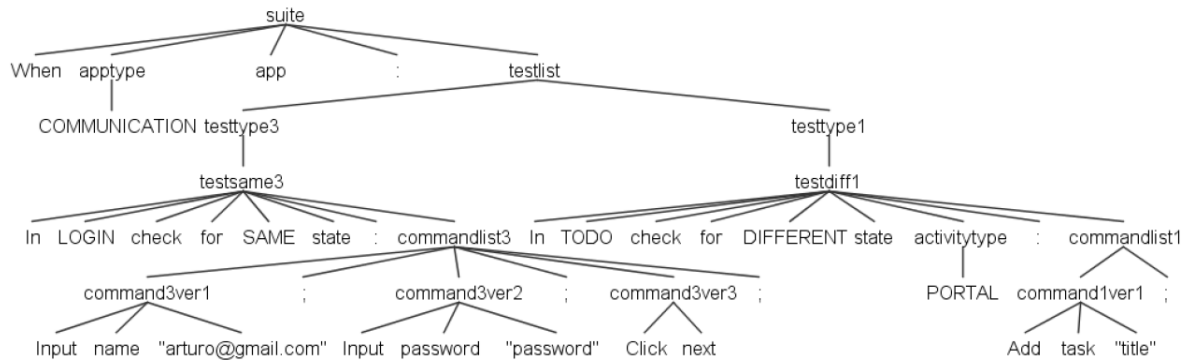 suite
When apptype app : testlist
COMMUNICATION testtype3 testtype1
testsame3 testdiff1
In LOGIN check for SAME state : commandlist3 In TODO check for DIFFERENT state activitytype : commandlist1
command3ver1 ; command3ver2 ; command3ver3 ; PORTAL command1ver1 ;
Input name "arturo@gmail.com" Input password "password" Click next Add task "title"